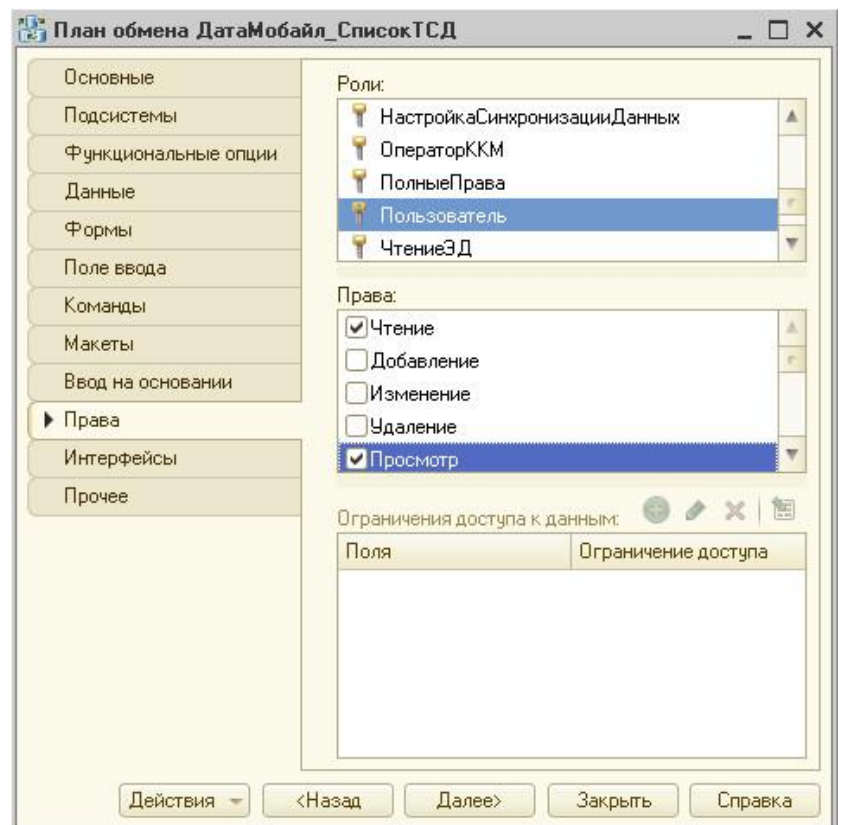 План обмена ДатаМобайл_СписокТСД
Основные
Подсистемы
Функциональные опции
Данные
Формы
Поле ввода
Команды
Макеты
Ввод на основании
Права
Интерфейсы
Прочее
Роли:
НастройкаСинхронизацииДанных
ОператорККМ
ПолныеПрава
Пользователь
ЧтениеЭД
Права:
Чтение
Добавление
Изменение
Удаление
Просмотр
Ограничения доступа к данным:
Поля Ограничение доступа
Действия <Назад Далее> Закрыть Справка